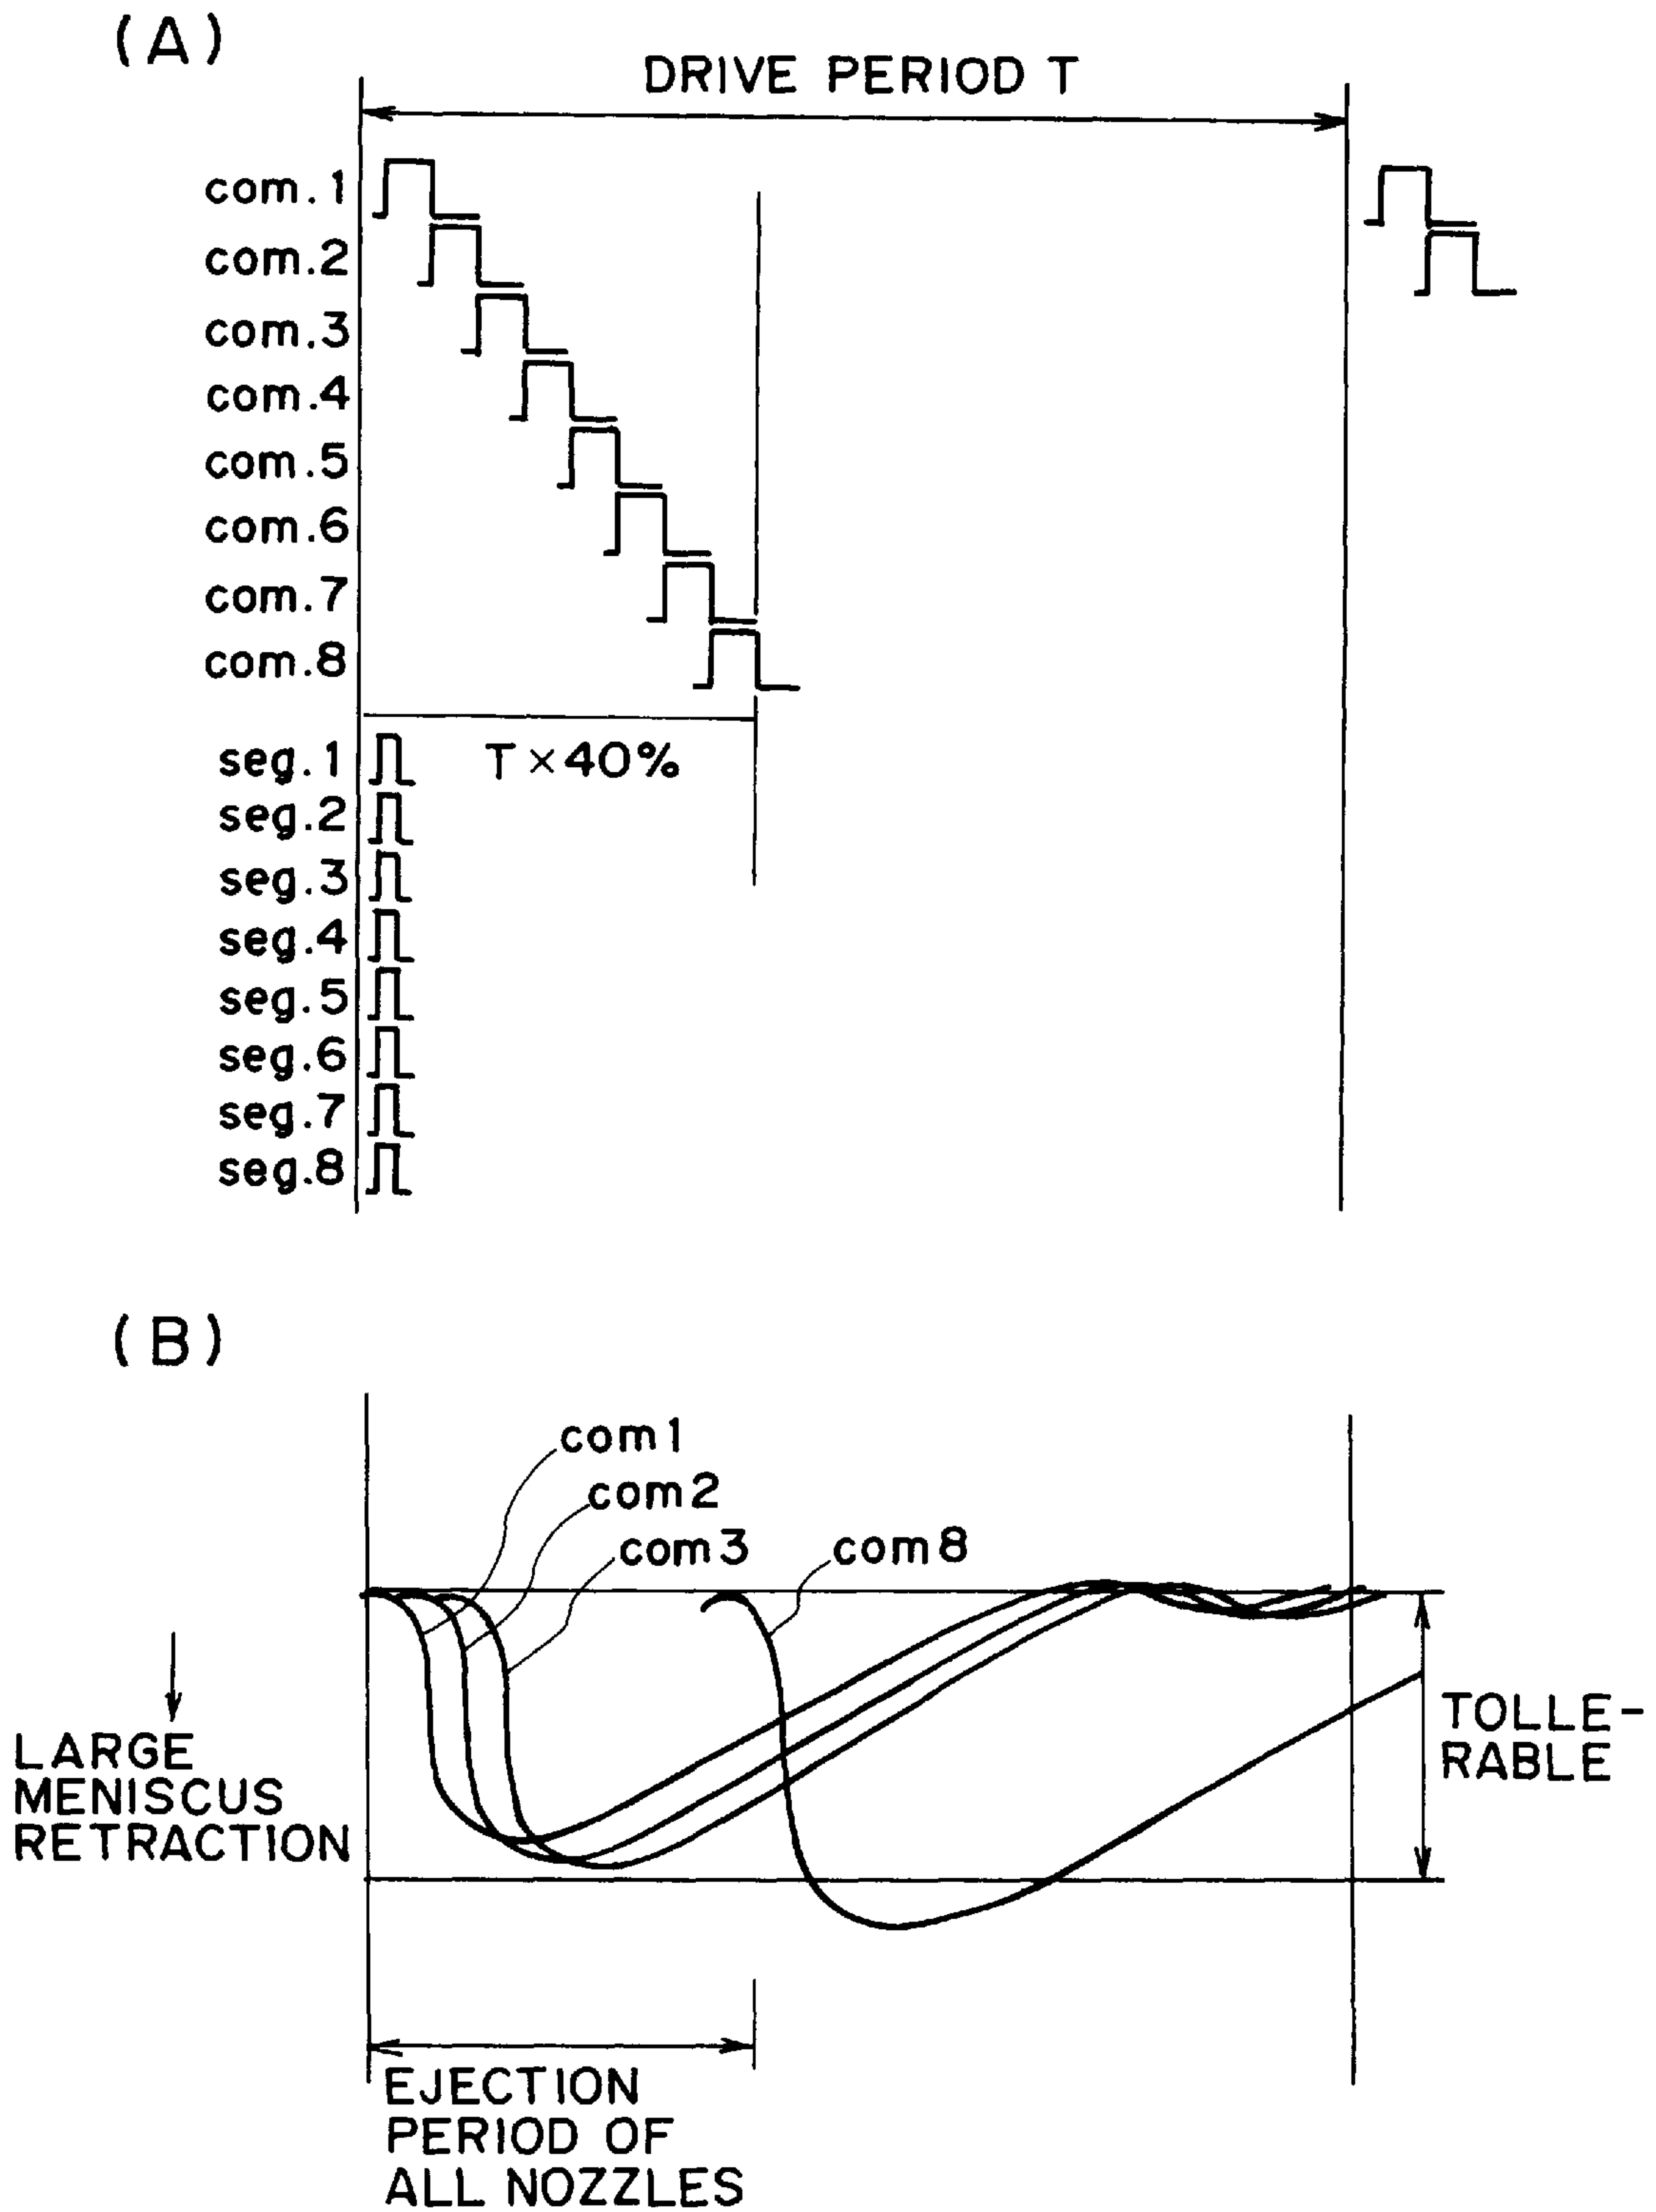 (A)
DRIVE PERIOD T
com.1
com.2
com.3
com.4
com.5
com.6
com.7
com.8
T×40%
seg.1
seg.2
seg.3
seg.4
seg.5
seg.6
seg.7
seg.8
(B)
com1
com2
com3
com8
LARGE
MENISCUS
RETRACTION
TOLLE-
RABLE
EJECTION
PERIOD OF
ALL NOZZLES